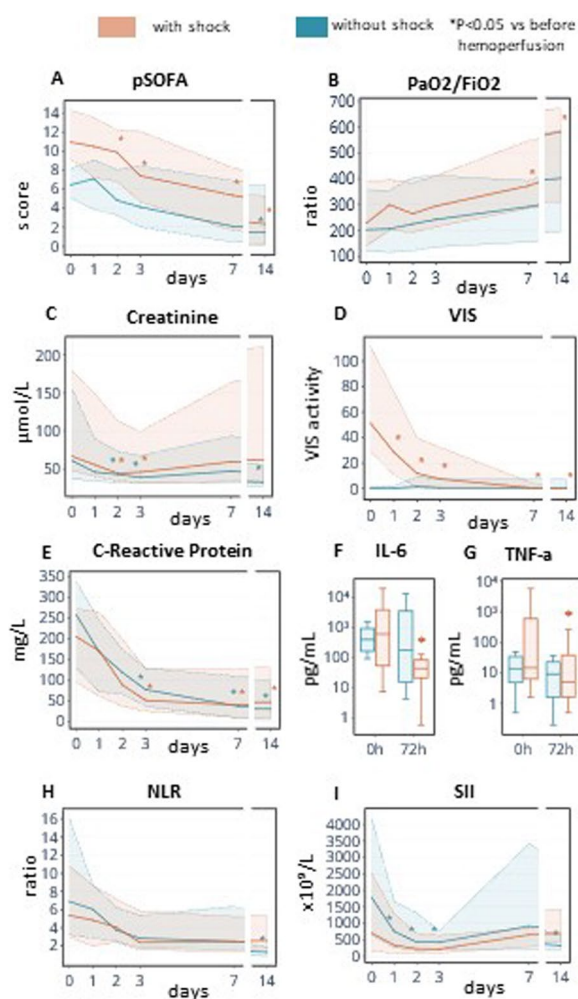 with shock
without shock
*P<0.05 vs before
hemoperfusion
A
pSOFA
14
12
10
8
6
4
2
0
score
0 1 2 3 7 14
days
B
PaO2/FiO2
700
600
500
400
300
200
100
ratio
0 1 2 3 7 14
days
C
Creatinine
200
150
100
50
µmol/L
0 1 2 3 7 14
days
D
VIS
100
80
60
40
20
0
VIS activity
0 1 2 3 7 14
days
E
C-Reactive Protein
350
300
250
200
150
100
50
0
mg/L
0 1 2 3 7 14
days
F
IL-6
10⁴
10³
100
10
1
pg/mL
0h 72h
G
TNF-a
10⁴
10³
100
10
1
pg/mL
0h 72h
H
NLR
16
14
12
10
8
6
4
2
ratio
0 1 2 3 7 14
days
I
SII
4000
3500
3000
2500
2000
1500
1000
500
0
x10⁹/L
0 1 2 3 7 14
days